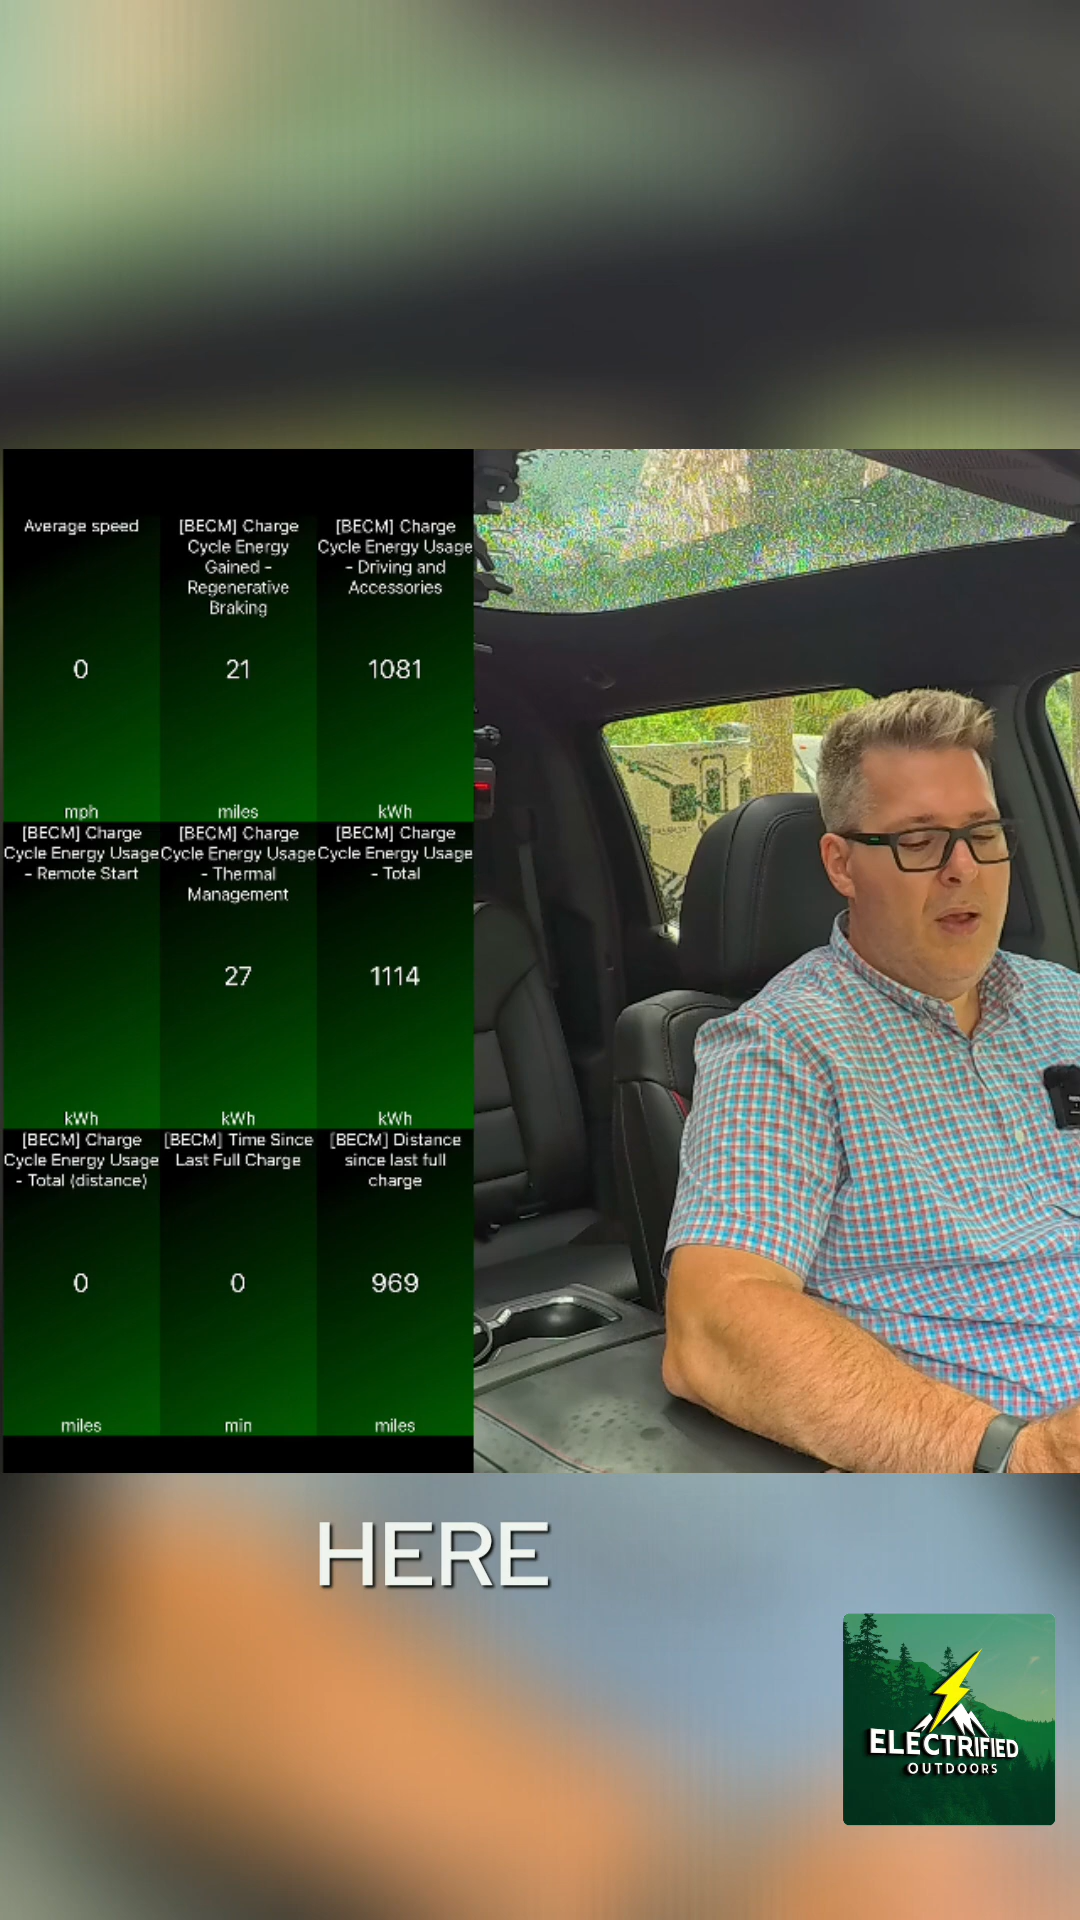 Average speed
0
mph
[BECM] Charge
Cycle Energy
Gained -
Regenerative
Braking
21
miles
[BECM] Charge
Cycle Energy Usage
- Driving and
Accessories
1081
kWh
[BECM] Charge
Cycle Energy Usage
- Remote Start
kWh
[BECM] Charge
Cycle Energy Usage
- Thermal
Management
27
kWh
[BECM] Charge
Cycle Energy Usage
- Total
1114
kWh
[BECM] Charge
Cycle Energy Usage
- Total (distance)
0
miles
[BECM] Time Since
Last Full Charge
0
min
[BECM] Distance
since last full
charge
969
miles
HERE
ELECTRIFIED
OUTDOORS